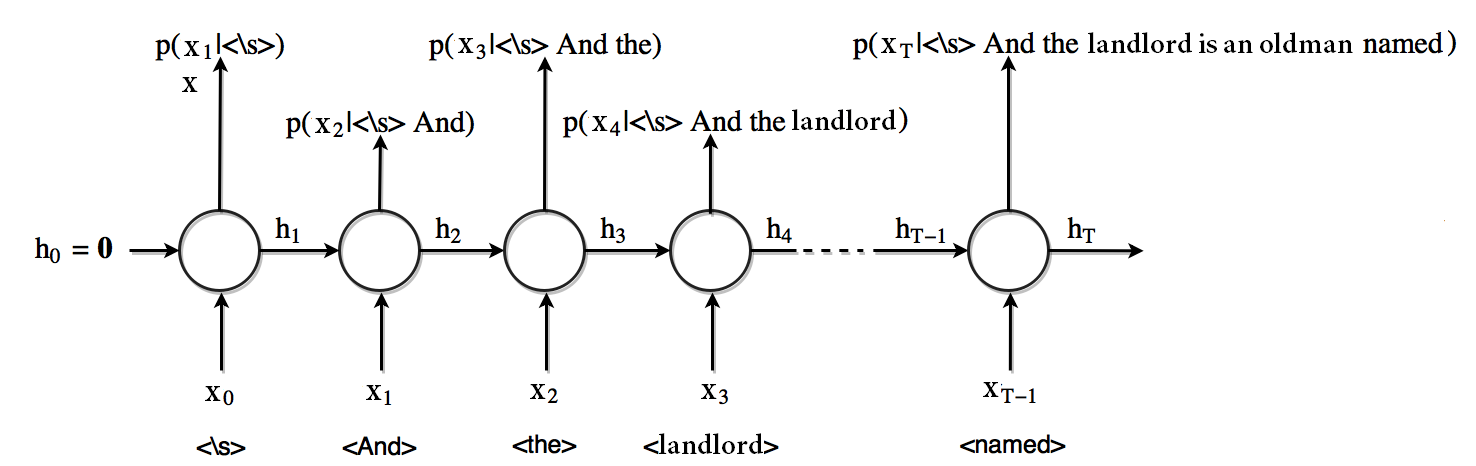 p(x1|<\s>)
p(x3|<\s> And the)
p(xT|<\s> And the landlord is an oldman named)
x
p(x2|<\s> And)
p(x4|<\s> And the landlord)
h0 = 0
h1
h2
h3
h4
hT−1
hT
x0
x1
x2
x3
xT−1
<\s>
<And>
<the>
<landlord>
<named>